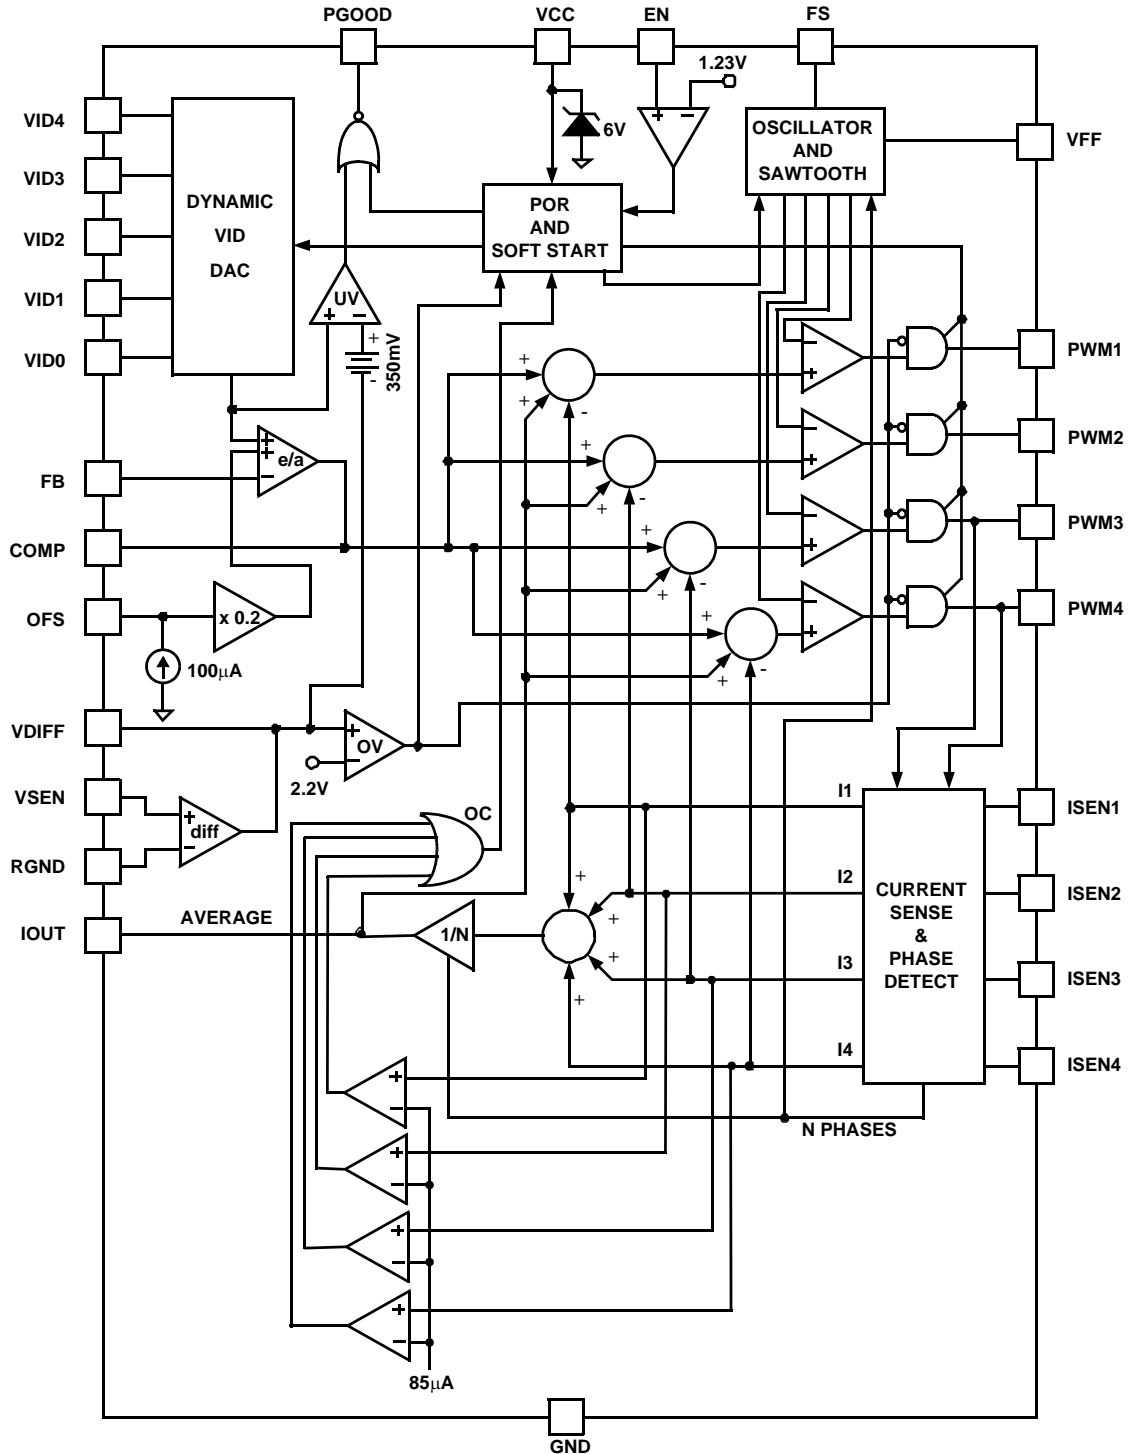 PGOOD
VCC
EN
FS
1.23V
VID4
VID3
VID2
VID1
VID0
DYNAMIC
VID
DAC
6V
+ −
OSCILLATOR
AND
SAWTOOTH
VFF
POR
AND
SOFT START
UV
+ −
+
-
350mV
+
+
-
− 
+
PWM1
+
+
-
−
+
PWM2
+
+
−
e/a
FB
+
+
-
−
+
PWM3
COMP
+
+
-
−
+
PWM4
OFS
x 0.2
100µA
VDIFF
+
−
OV
2.2V
VSEN
+
−
diff
RGND
OC
I1
ISEN1
I2
ISEN2
I3
ISEN3
I4
ISEN4
CURRENT
SENSE
&
PHASE
DETECT
IOUT
AVERAGE
1/N
+
+
+
+
N PHASES
+
−
+
−
+
−
+
−
85µA
GND